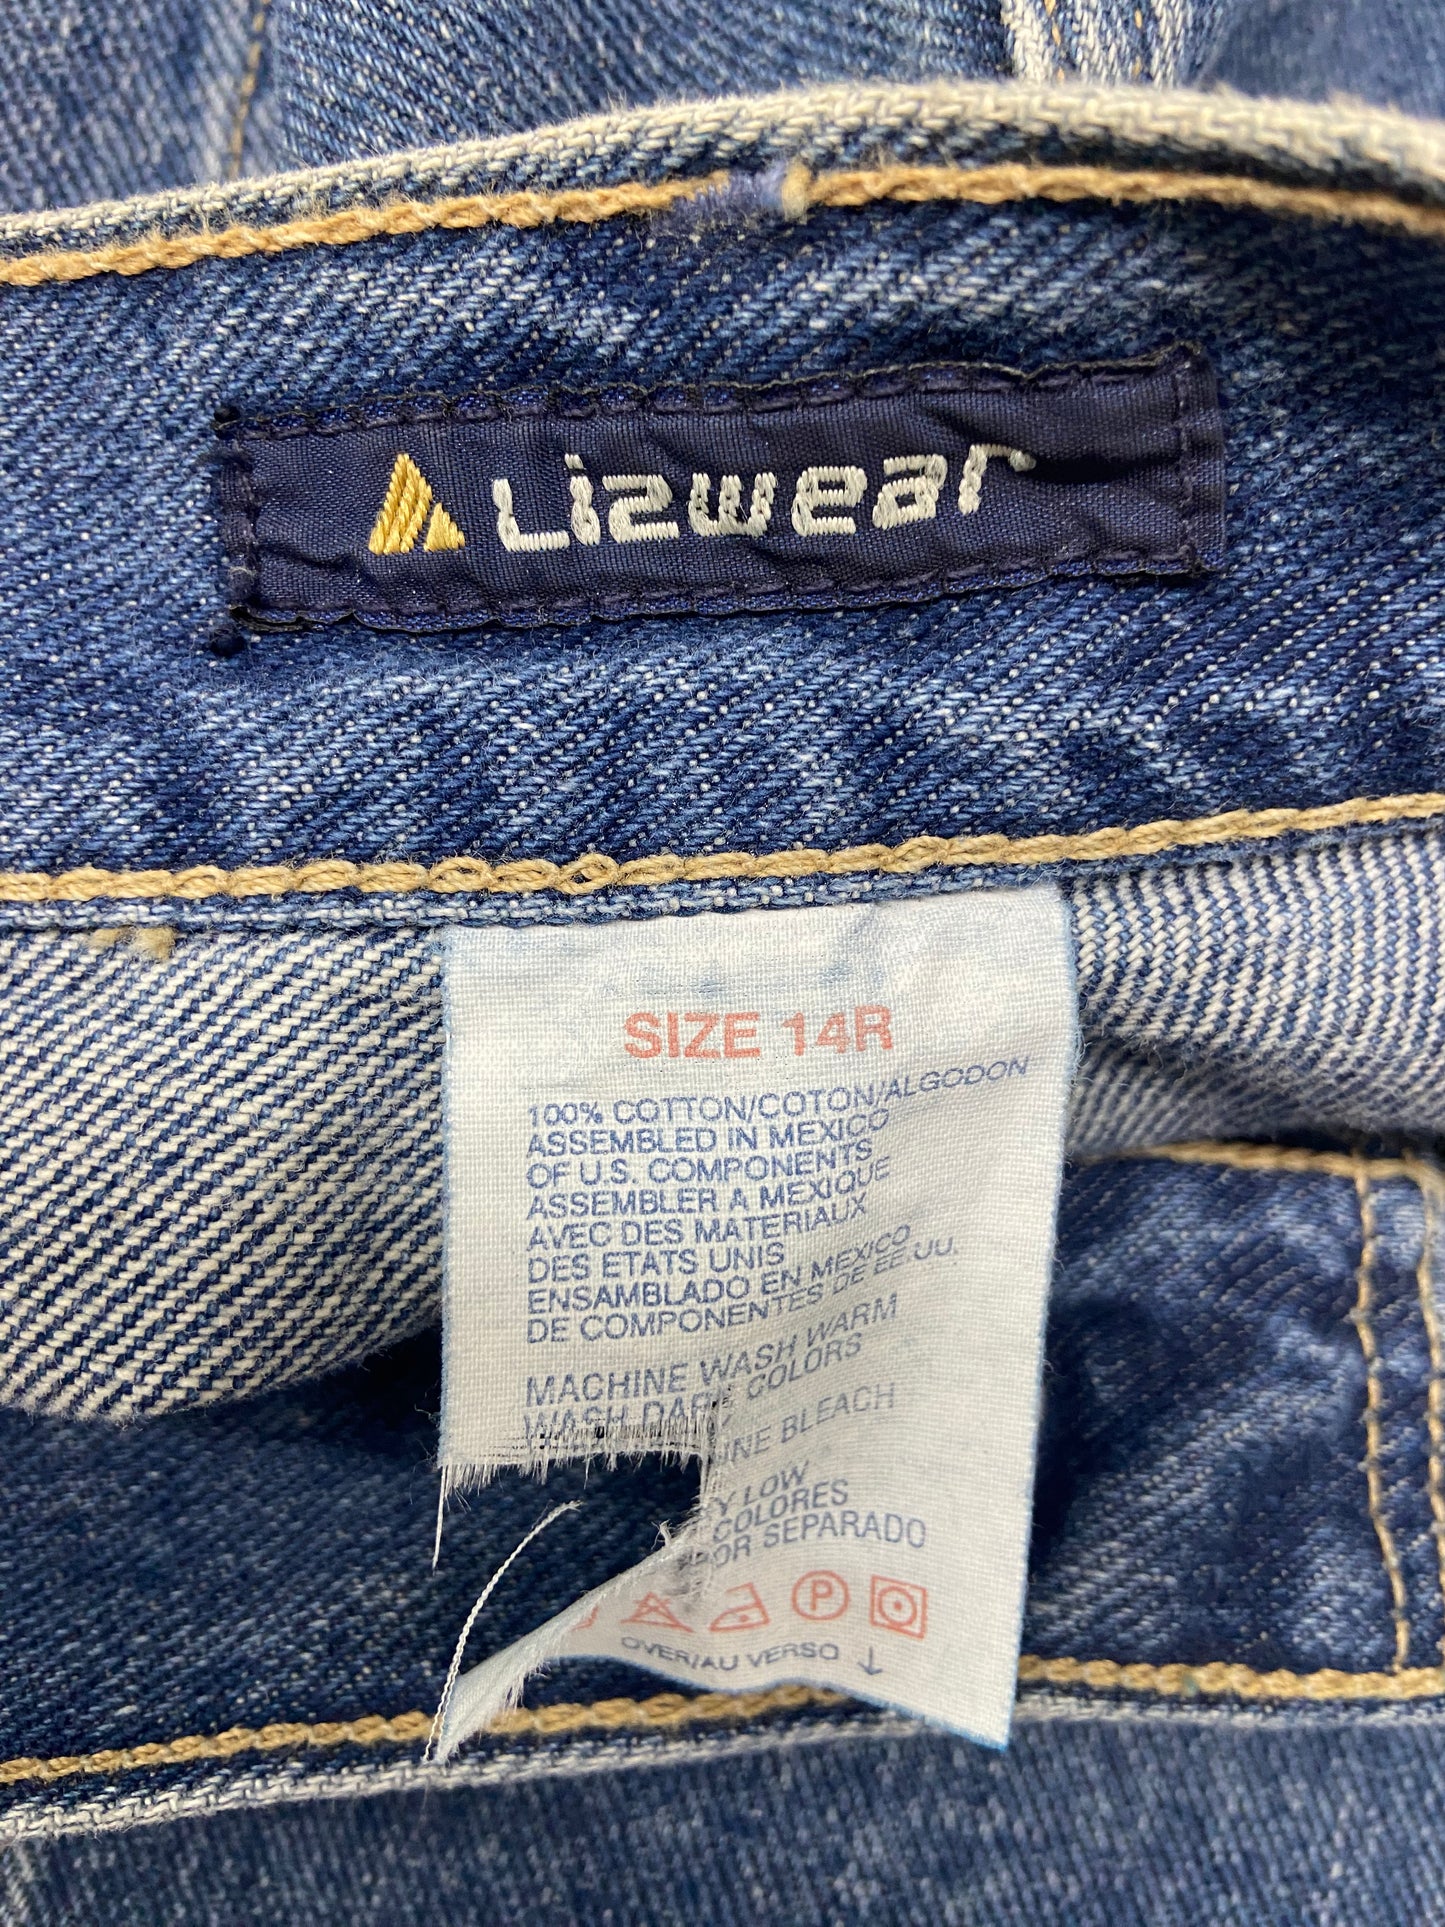 Lizwear
SIZE 14R
100% COTTON/COTON/ALGODON
ASSEMBLED IN MEXICO
OF U.S. COMPONENTS
ASSEMBLER A MEXIQUE
AVEC DES MATERIAUX
DES ETATS UNIS
ENSAMBLADO EN MEXICO
DE COMPONENTES DE EE.UU.
MACHINE WASH WARM
WASH DARK COLORS
BLEACH
LOW
COLORES
SEPARADO
P
OVER/AU VERSO ↓